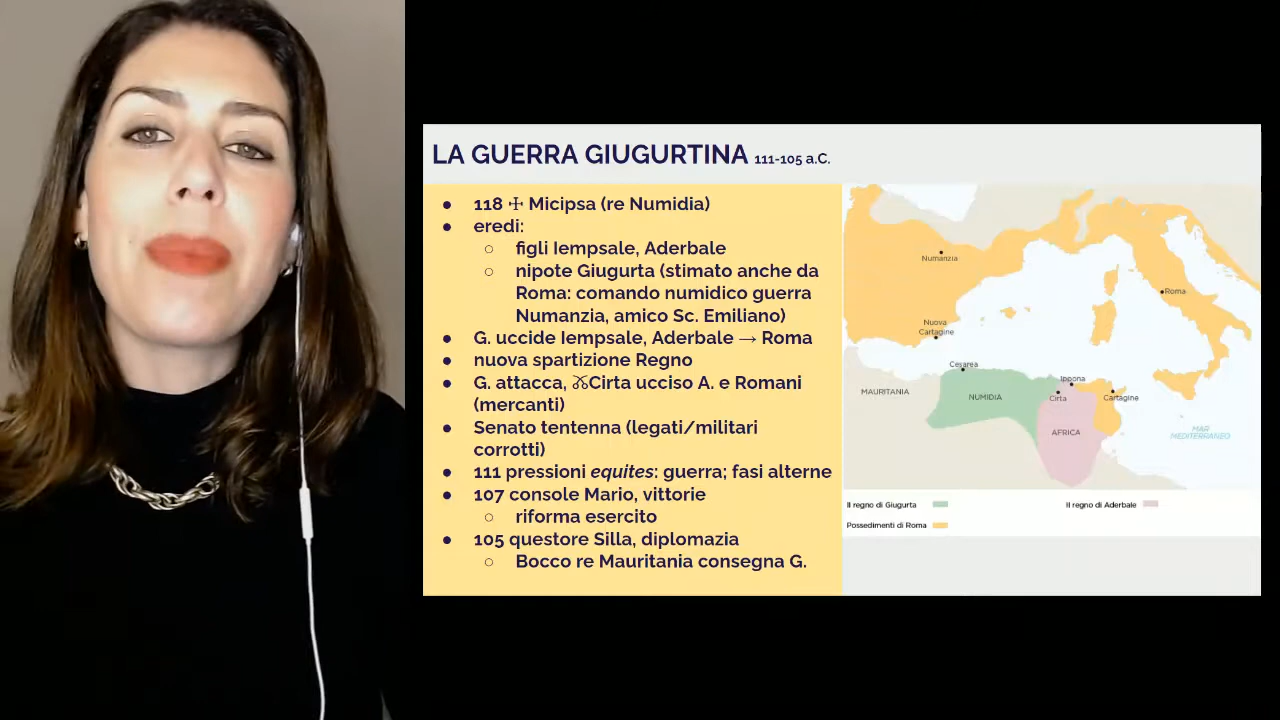 LA GUERRA GIUGURTINA 111-105 a.C.
● 118 ☩ Micipsa (re Numidia)
● eredi:
○ figli Iempsale, Aderbale
○ nipote Giugurta (stimato anche da
Roma: comando numidico guerra
Numanzia, amico Sc. Emiliano)
● G. uccide Iempsale, Aderbale → Roma
● nuova spartizione Regno
● G. attacca, ⚔Cirta ucciso A. e Romani
(mercanti)
● Senato tentenna (legati/militari
corrotti)
● 111 pressioni equites: guerra; fasi alterne
● 107 console Mario, vittorie
○ riforma esercito
● 105 questore Silla, diplomazia
○ Bocco re Mauritania consegna G.
Numanzia
Roma
Nuova
Cartagine
Cesarea
Ippona
MAURITANIA
NUMIDIA
Cirta
Cartagine
AFRICA
MAR
MEDITERRANEO
Il regno di Giugurta
Il regno di Aderbale
Possedimenti di Roma